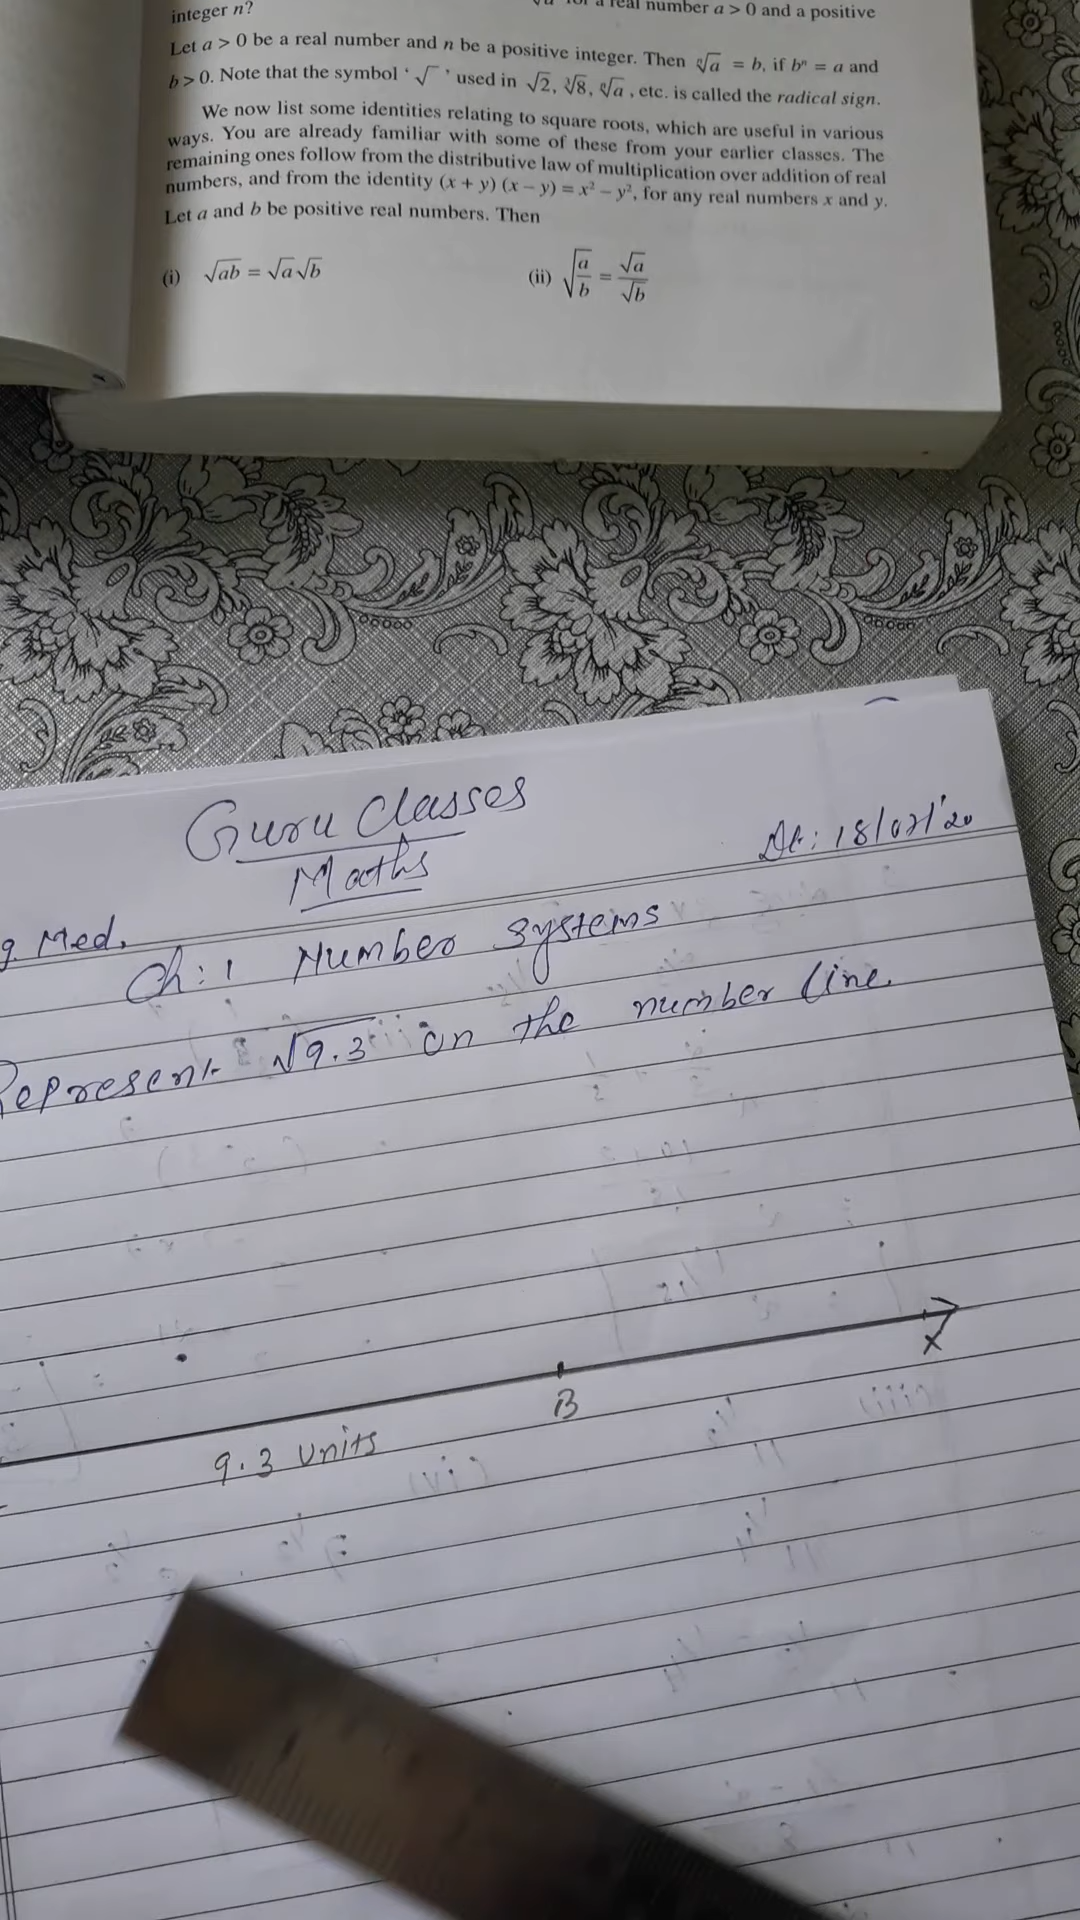 integer n?
a real number a > 0 and a positive
Let a > 0 be a real number and n be a positive integer. Then ⁿ√a = b, if bⁿ = a and
b > 0. Note that the symbol ‘√ ’ used in √2, ³√8, ⁿ√a , etc. is called the radical sign.
We now list some identities relating to square roots, which are useful in various
ways. You are already familiar with some of these from your earlier classes. The
remaining ones follow from the distributive law of multiplication over addition of real
numbers, and from the identity (x + y) (x – y) = x² – y², for any real numbers x and y.
Let a and b be positive real numbers. Then
(i) √ab = √a√b (ii) √(a/b) = √a/√b
Guru Classes
Maths
Dt: 18/07/'20
Med.
Ch: 1 Number Systems
Represent √9.3 on the number line.
X
B
9.3 units